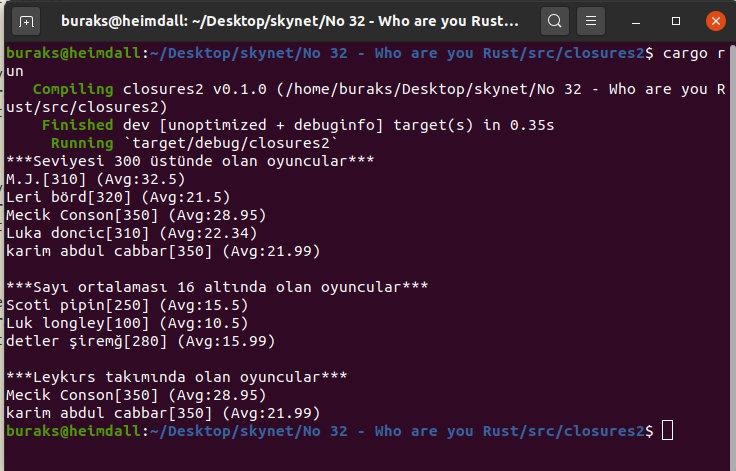 buraks@heimdall: ~/Desktop/skynet/No 32 - Who are you Rust...
buraks@heimdall:~/Desktop/skynet/No 32 - Who are you Rust/src/closures2$ cargo r
un
   Compiling closures2 v0.1.0 (/home/buraks/Desktop/skynet/No 32 - Who are you R
ust/src/closures2)
    Finished dev [unoptimized + debuginfo] target(s) in 0.35s
     Running `target/debug/closures2`
***Seviyesi 300 üstünde olan oyuncular***
M.J.[310] (Avg:32.5)
Leri börd[320] (Avg:21.5)
Mecik Conson[350] (Avg:28.95)
Luka doncic[310] (Avg:22.34)
karim abdul cabbar[350] (Avg:21.99)

***Sayı ortalaması 16 altında olan oyuncular***
Scoti pipin[250] (Avg:15.5)
Luk longley[100] (Avg:10.5)
detler şiremğ[280] (Avg:15.99)

***Leykırs takımında olan oyuncular***
Mecik Conson[350] (Avg:28.95)
karim abdul cabbar[350] (Avg:21.99)
buraks@heimdall:~/Desktop/skynet/No 32 - Who are you Rust/src/closures2$